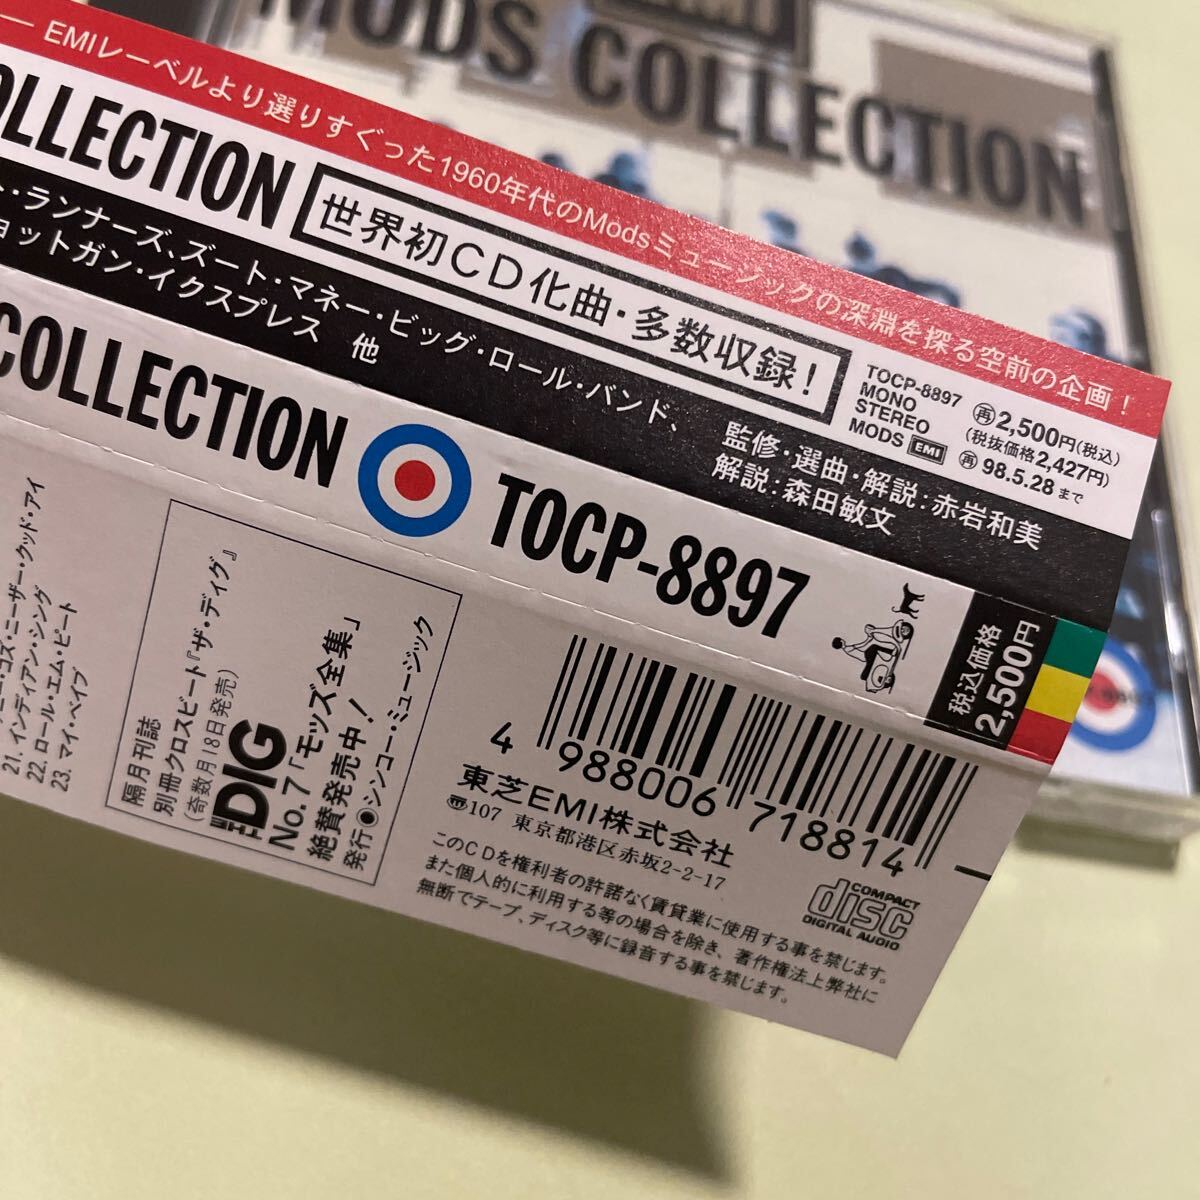 MODS COLLECTION
EMIレーベルより選りすぐった1960年代のModsミュージックの深淵を探る空前の企画！
COLLECTION
世界初CD化曲・多数収録！
TOCP-8897
MONO
STEREO
MODS EMI
再 2,500円(税込)
(税抜価格2,427円)
再 98.5.28まで
ランナーズ、ズート・マネー・ビッグ・ロール・バンド、
ョットガン・イクスプレス 他
監修・選曲・解説：赤岩和美
解説：森田敏文
COLLECTION
TOCP-8897
税込価格
2,500円
21. インディアン・シング
22. ロール・エム・ピート
23. マイ・ベイブ
隔月刊誌
別冊クロスビート『ザ・ディグ』
(奇数月18日発売)
THE DIG
No.7「モッズ全集」
絶賛発売中！
発行◉シンコー・ミュージック
4 988006 718814
東芝EMI株式会社
〠107 東京都港区赤坂2-2-17
このCDを権利者の許諾なく賃貸業に使用する事を禁じます。
また個人的に利用する等の場合を除き、著作権法上弊社に
無断でテープ、ディスク等に録音する事を禁じます。
COMPACT
disc
DIGITAL AUDIO